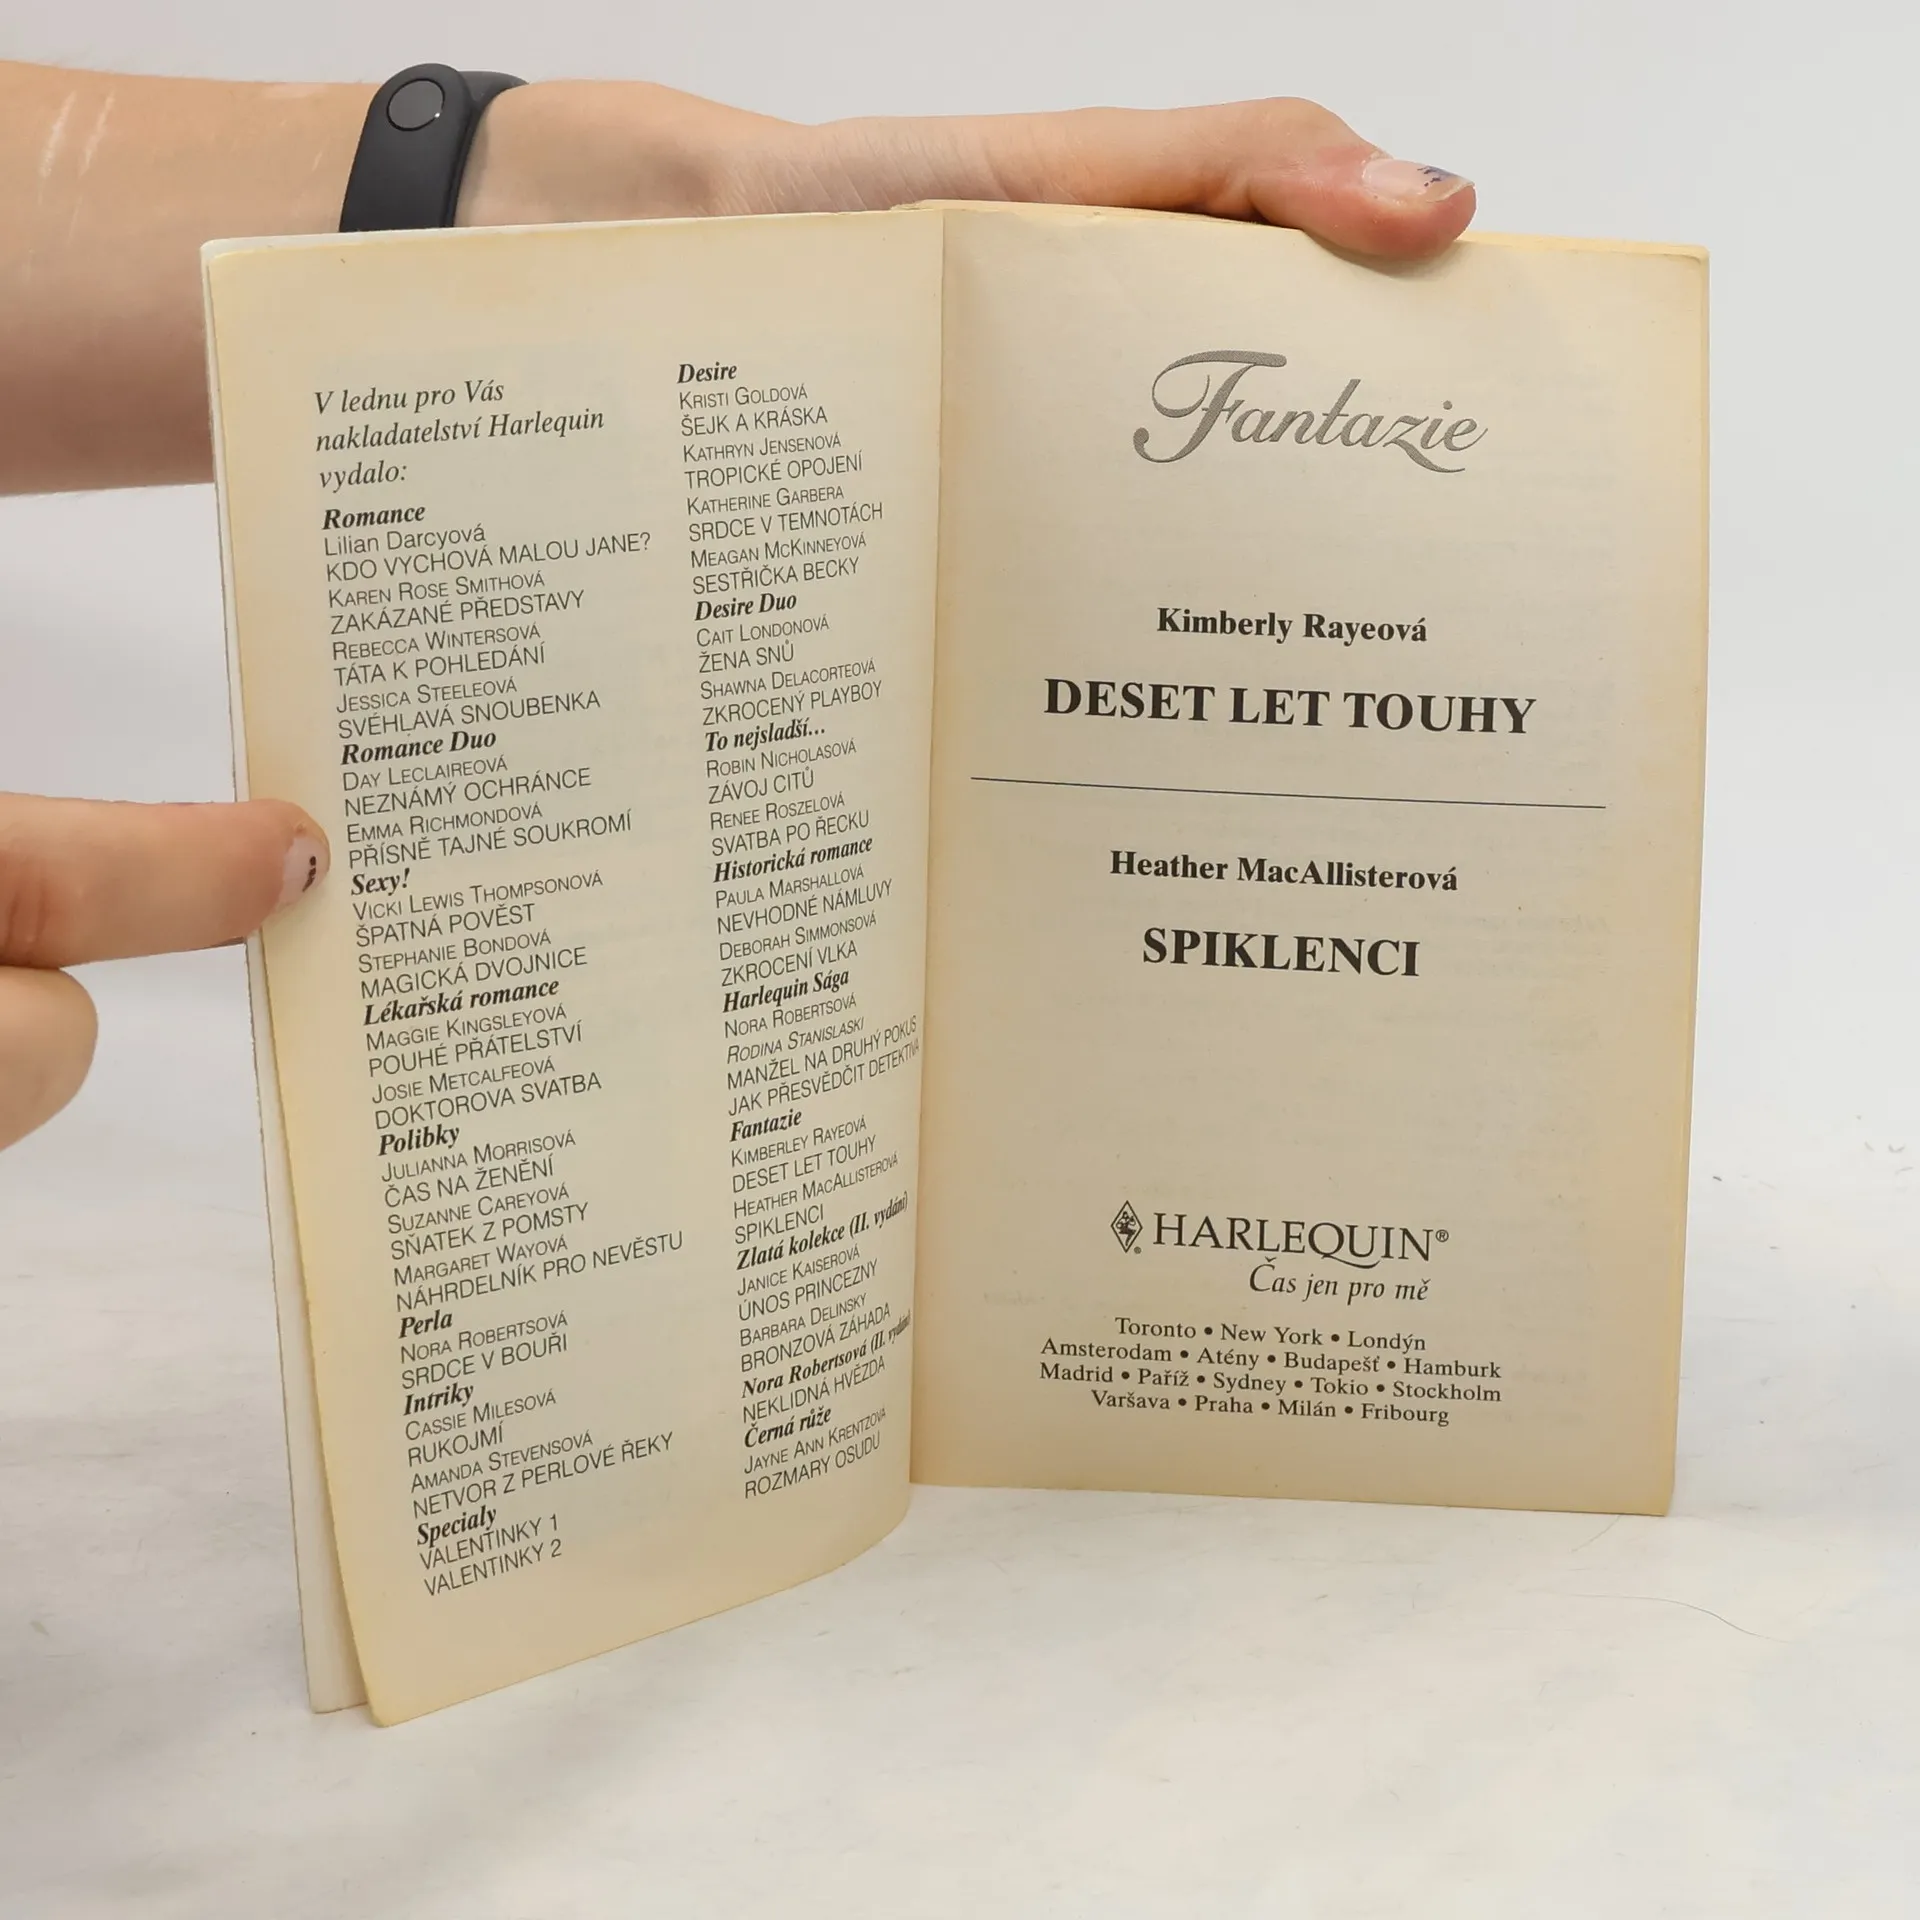 V lednu pro Vás
nakladatelství Harlequin
vydalo:
Romance
Lilian Darcyová
KDO VYCHOVÁ MALOU JANE?
KAREN ROSE SMITHOVÁ
ZAKÁZANÉ PŘEDSTAVY
REBECCA WINTERSOVÁ
TÁTA K POHLEDÁNÍ
JESSICA STEELEOVÁ
SVÉHLAVÁ SNOUBENKA
Romance Duo
DAY LECLAIREOVÁ
NEZNÁMÝ OCHRÁNCE
EMMA RICHMONDOVÁ
PŘÍSNĚ TAJNÉ SOUKROMÍ
Sexy!
VICKI LEWIS THOMPSONOVÁ
ŠPATNÁ POVĚST
STEPHANIE BONDOVÁ
MAGICKÁ DVOJNICE
Lékařská romance
MAGGIE KINGSLEYOVÁ
POUHÉ PŘÁTELSTVÍ
JOSIE METCALFEOVÁ
DOKTOROVA SVATBA
Polibky
JULIANNA MORRISOVÁ
ČAS NA ŽENĚNÍ
SUZANNE CAREYOVÁ
SŇATEK Z POMSTY
MARGARET WAYOVÁ
NÁHRDELNÍK PRO NEVĚSTU
Perla
NORA ROBERTSOVÁ
SRDCE V BOUŘI
Intriky
CASSIE MILESOVÁ
RUKOJMÍ
AMANDA STEVENSOVÁ
NETVOR Z PERLOVÉ ŘEKY
Specialy
VALENTINKY 1
VALENTINKY 2
Desire
KRISTI GOLDOVÁ
ŠEJK A KRÁSKA
KATHRYN JENSENOVÁ
TROPICKÉ OPOJENÍ
KATHERINE GARBERA
SRDCE V TEMNOTÁCH
MEAGAN MCKINNEYOVÁ
SESTŘIČKA BECKY
Desire Duo
CAIT LONDONOVÁ
ŽENA SNŮ
SHAWNA DELACORTEOVÁ
ZKROCENÝ PLAYBOY
To nejsladší...
ROBIN NICHOLASOVÁ
ZÁVOJ CITŮ
RENEE ROSZELOVÁ
SVATBA PO ŘECKU
Historická romance
PAULA MARSHALLOVÁ
NEVHODNÉ NÁMLUVY
DEBORAH SIMMONSOVÁ
ZKROCENÍ VLKA
Harlequin Sága
NORA ROBERTSOVÁ
RODINA STANISLASKI
MANŽEL NA DRUHÝ POKUS
JAK PŘESVĚDČIT DETEKTIVA
Fantazie
KIMBERLEY RAYEOVÁ
DESET LET TOUHY
HEATHER MACALLISTEROVÁ
SPIKLENCI
Zlatá kolekce (II. vydání)
JANICE KAISEROVÁ
ÚNOS PRINCEZNY
BARBARA DELINSKY
BRONZOVÁ ZÁHADA
Nora Robertsová (II. vydání)
NEKLIDNÁ HVĚZDA
Černá růže
JAYNE ANN KRENTZOVÁ
ROZMARY OSUDU
Fantazie
Kimberly Rayeová
DESET LET TOUHY
Heather MacAllisterová
SPIKLENCI
HARLEQUIN®
Čas jen pro mě
Toronto • New York • Londýn
Amsterodam • Atény • Budapešť • Hamburk
Madrid • Paříž • Sydney • Tokio • Stockholm
Varšava • Praha • Milán • Fribourg